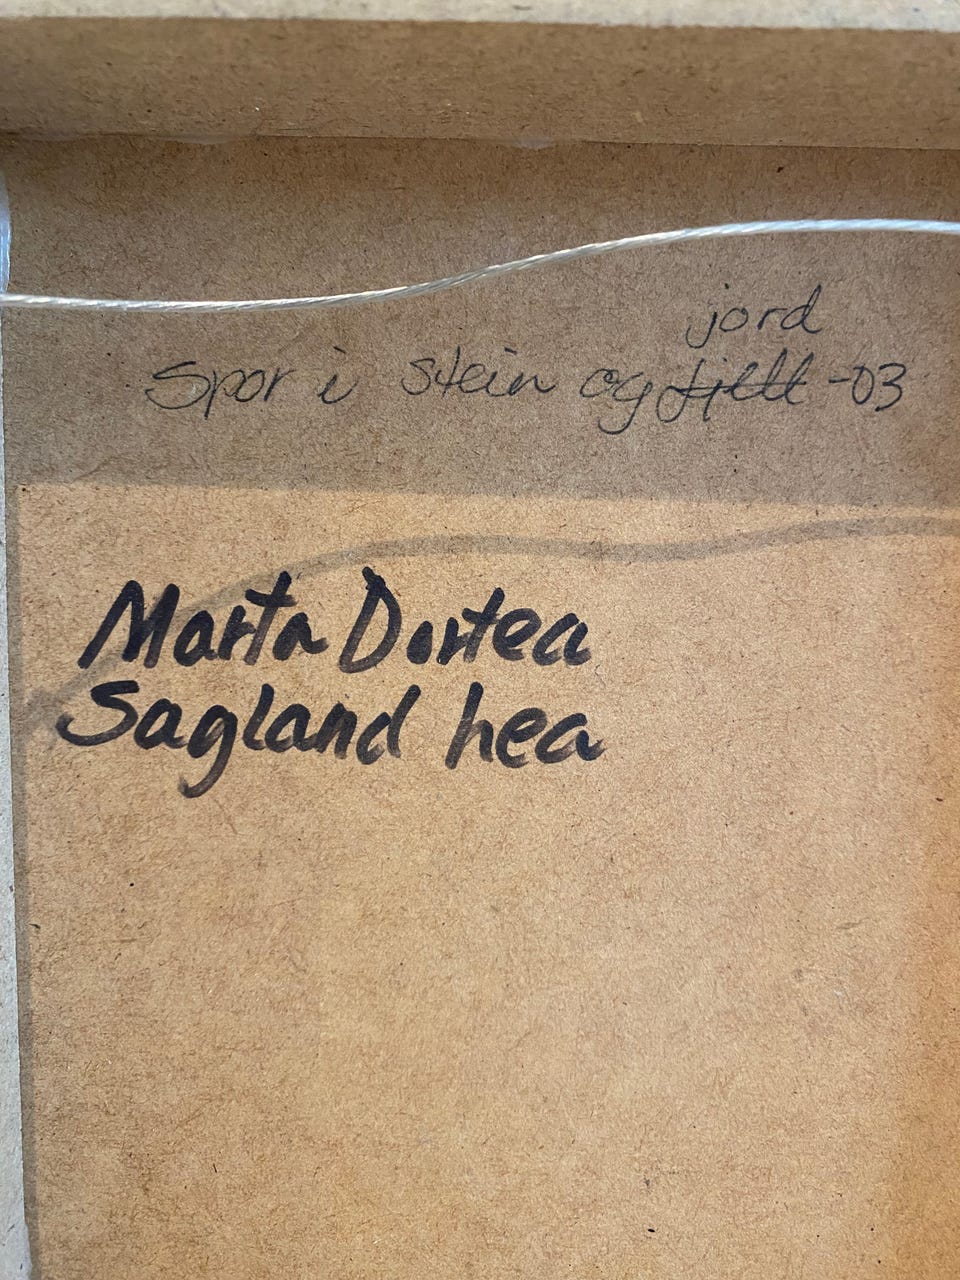 jord
Spor i stein og fjell -03
Marta Dortea
Sagland hea